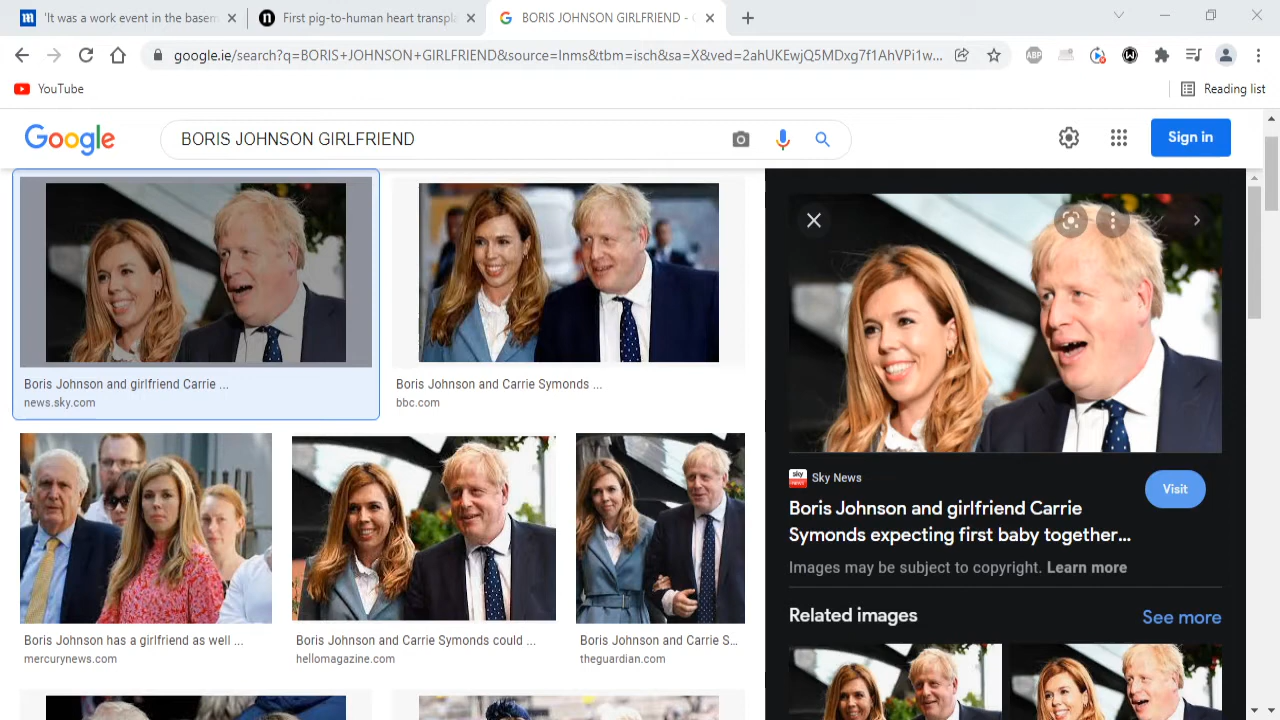 'It was a work event in the basem
First pig-to-human heart transpla
BORIS JOHNSON GIRLFRIEND -
google.ie/search?q=BORIS+JOHNSON+GIRLFRIEND&source=lnms&tbm=isch&sa=X&ved=2ahUKEwjQ5MDxg7f1AhVPi1w...
ABP
YouTube
Reading list
Google
BORIS JOHNSON GIRLFRIEND
Sign in
Boris Johnson and girlfriend Carrie ...
news.sky.com
Boris Johnson and Carrie Symonds ...
bbc.com
Sky News
Visit
Boris Johnson and girlfriend Carrie
Symonds expecting first baby together...
Images may be subject to copyright. Learn more
Related images
See more
Boris Johnson has a girlfriend as well ...
mercurynews.com
Boris Johnson and Carrie Symonds could ...
hellomagazine.com
Boris Johnson and Carrie S...
theguardian.com